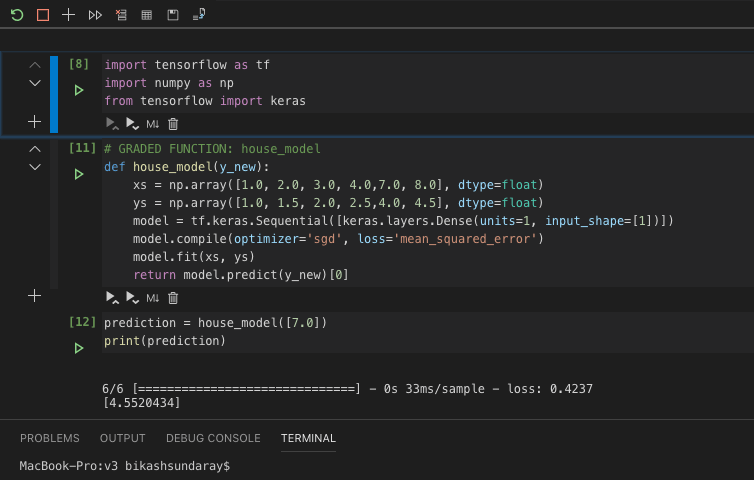 [8] import tensorflow as tf
import numpy as np
from tensorflow import keras
M↓
[11] # GRADED FUNCTION: house_model
def house_model(y_new):
    xs = np.array([1.0, 2.0, 3.0, 4.0,7.0, 8.0], dtype=float)
    ys = np.array([1.0, 1.5, 2.0, 2.5,4.0, 4.5], dtype=float)
    model = tf.keras.Sequential([keras.layers.Dense(units=1, input_shape=[1])])
    model.compile(optimizer='sgd', loss='mean_squared_error')
    model.fit(xs, ys)
    return model.predict(y_new)[0]
M↓
[12] prediction = house_model([7.0])
print(prediction)
6/6 [==============================] - 0s 33ms/sample - loss: 0.4237
[4.5520434]
PROBLEMS OUTPUT DEBUG CONSOLE TERMINAL
MacBook-Pro:v3 bikashsundaray$